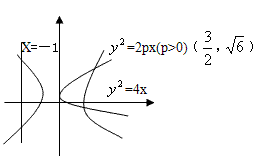 X=-1
y²=2px(p>0) (3/2, √6)
y²=4x